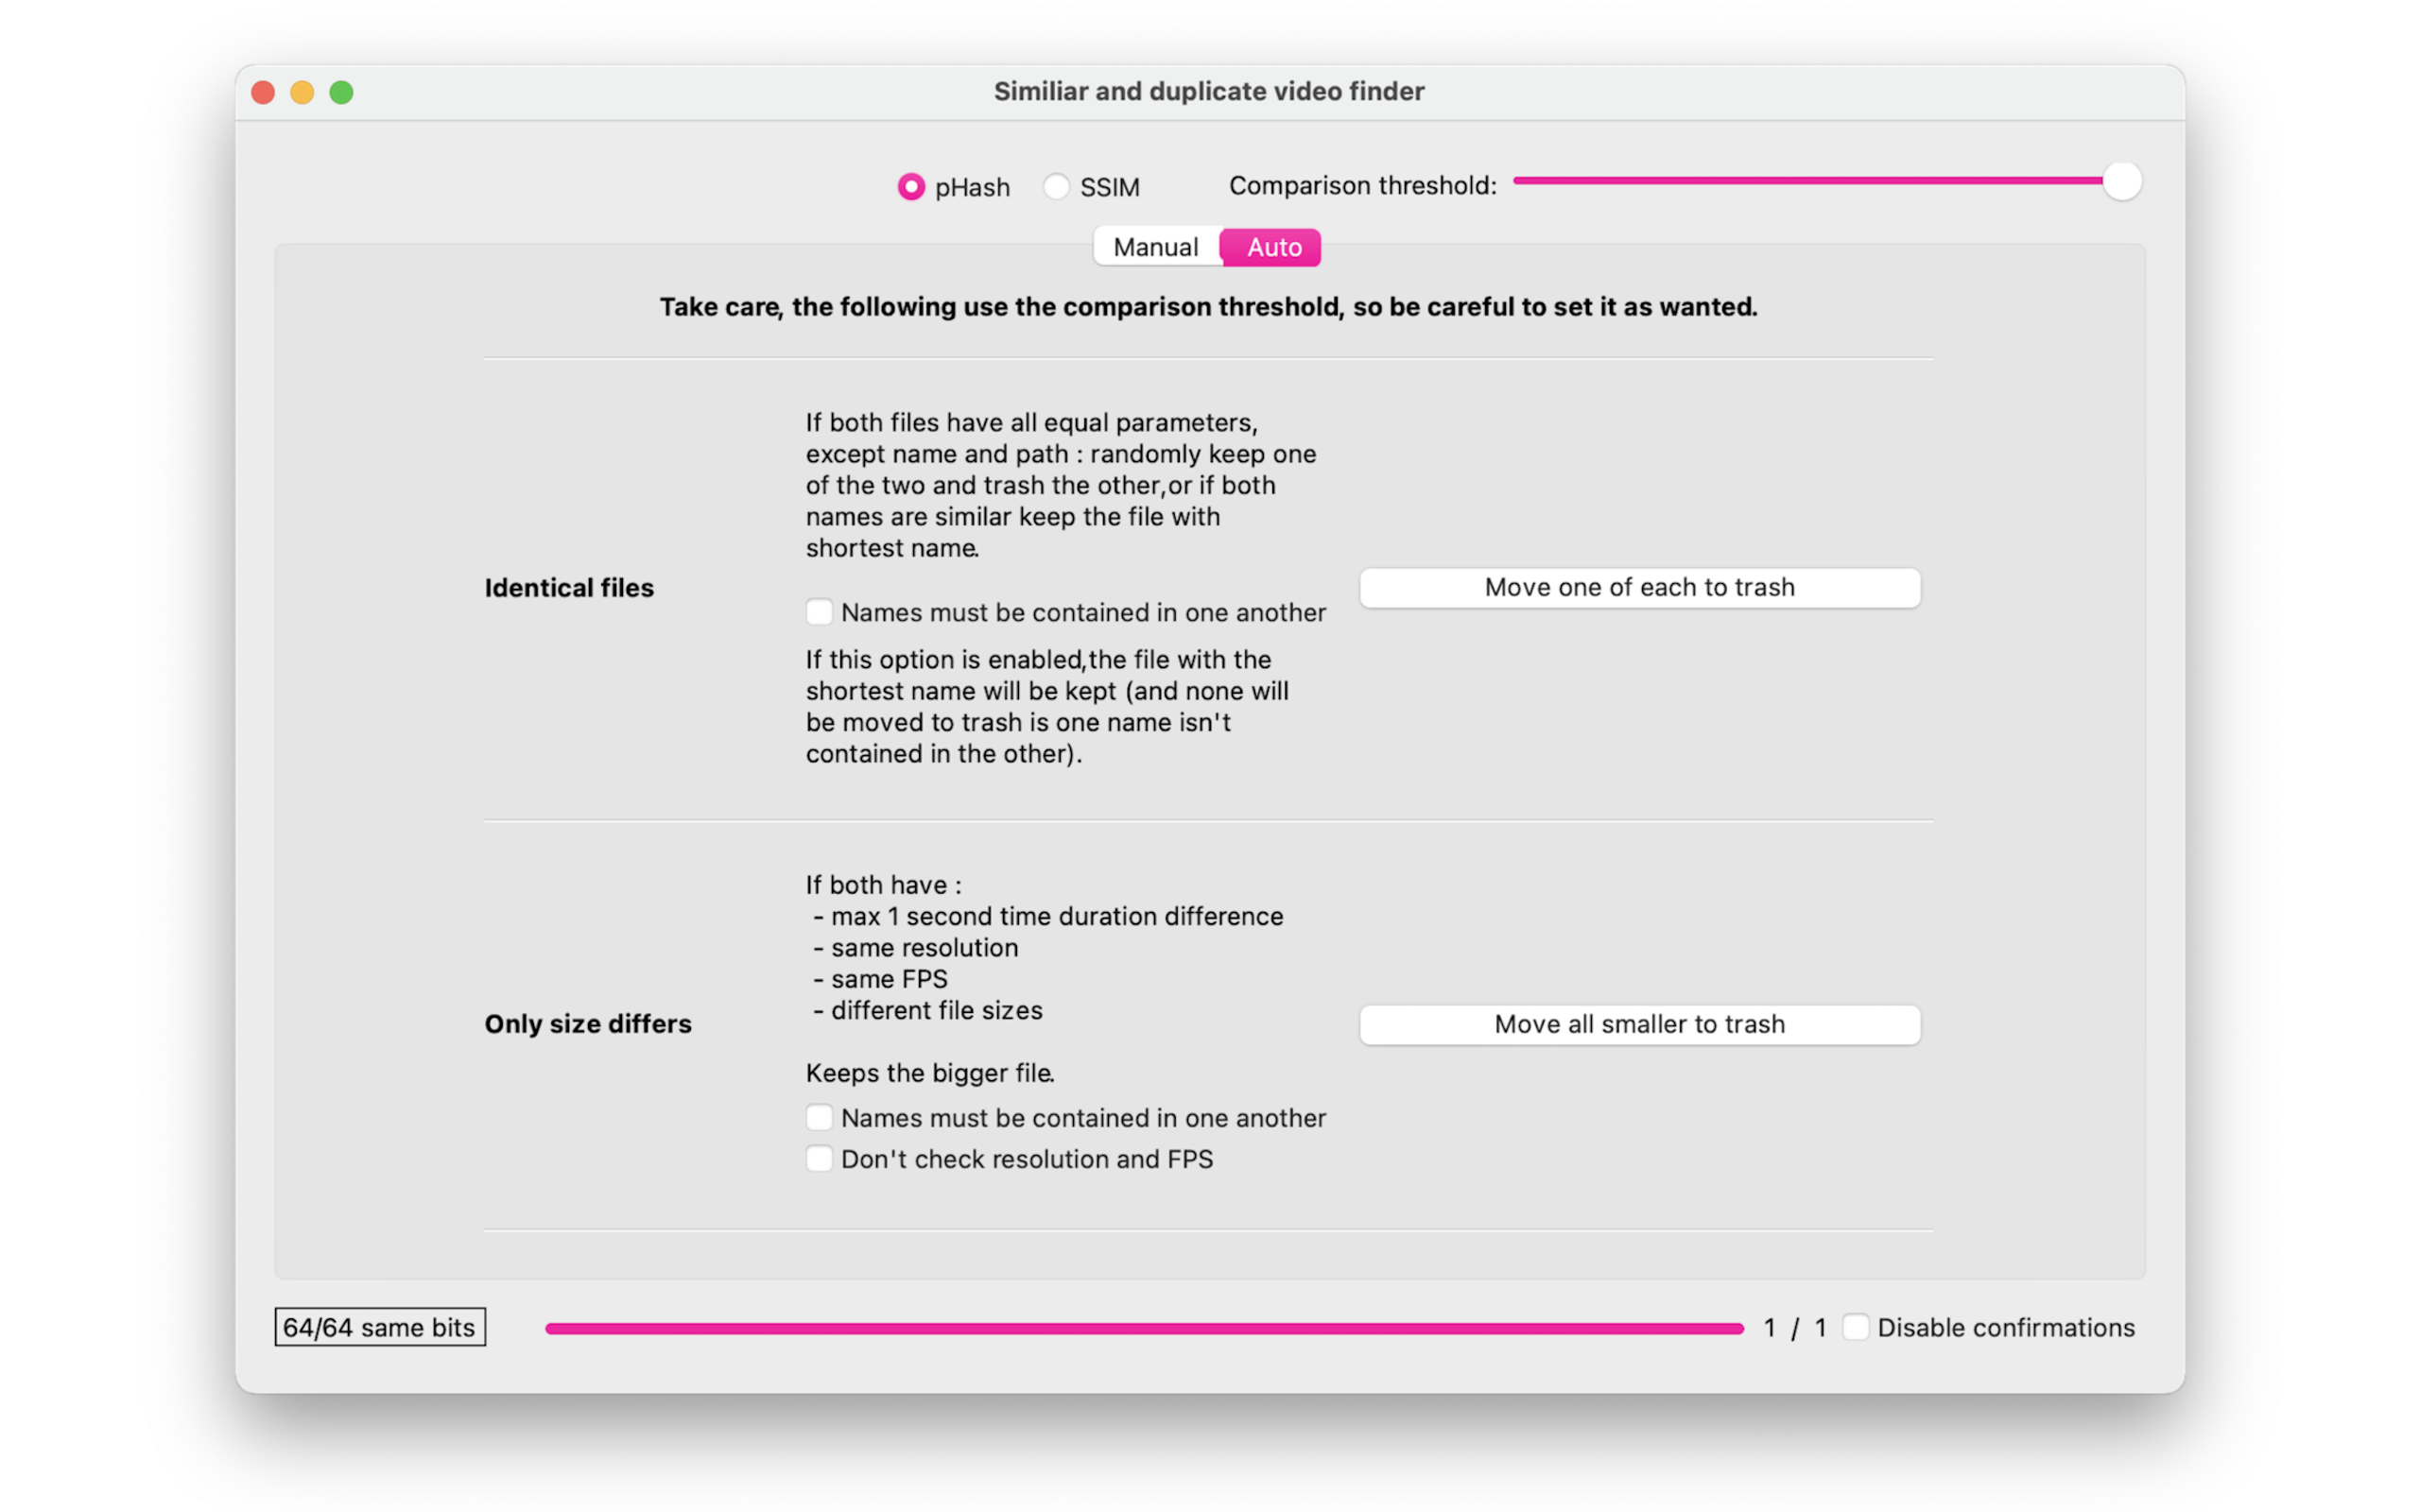 Similiar and duplicate video finder
pHash
SSIM
Comparison threshold:
Manual
Auto
Take care, the following use the comparison threshold, so be careful to set it as wanted.
Identical files
If both files have all equal parameters,
except name and path : randomly keep one
of the two and trash the other,or if both
names are similar keep the file with
shortest name.
Names must be contained in one another
If this option is enabled,the file with the
shortest name will be kept (and none will
be moved to trash is one name isn't
contained in the other).
Move one of each to trash
Only size differs
If both have :
- max 1 second time duration difference
- same resolution
- same FPS
- different file sizes
Keeps the bigger file.
Names must be contained in one another
Don't check resolution and FPS
Move all smaller to trash
64/64 same bits
1 / 1
Disable confirmations